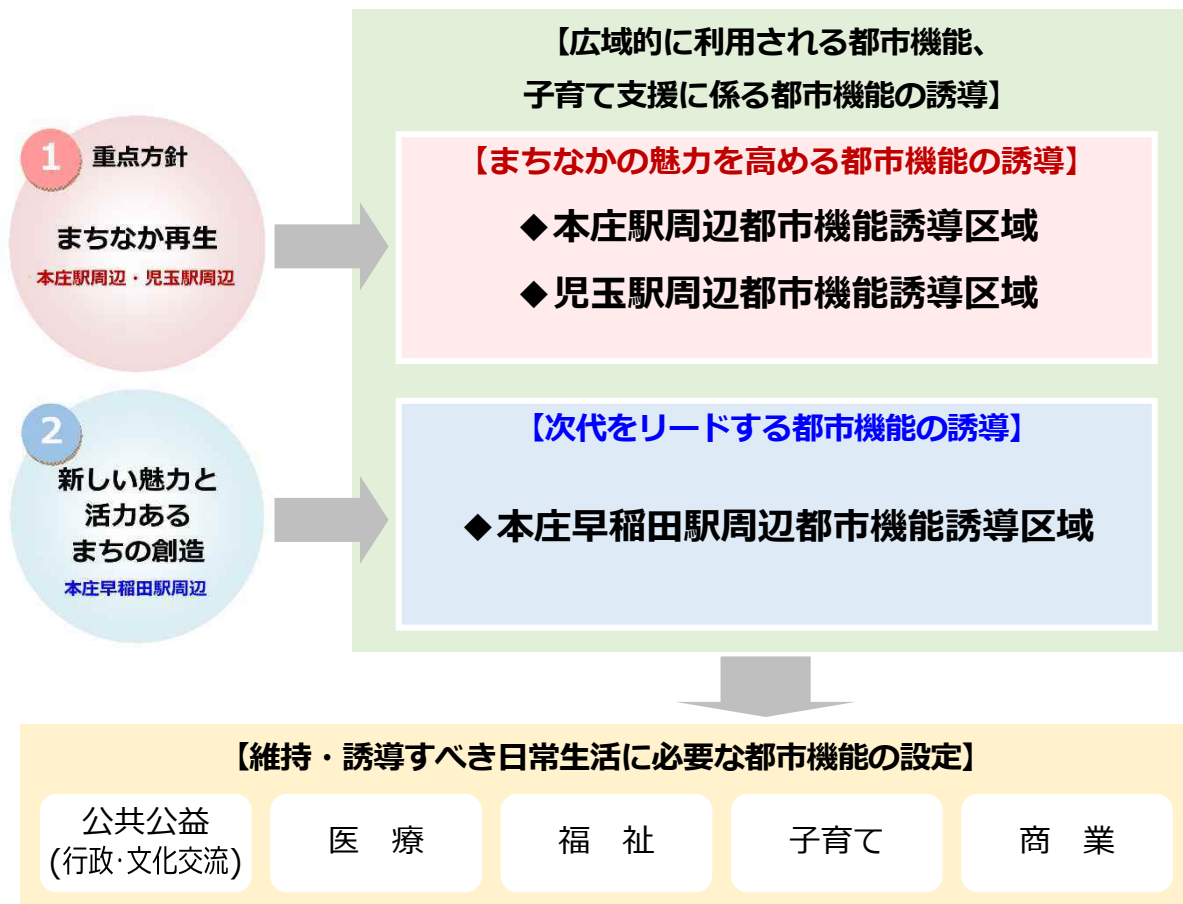 【広域的に利用される都市機能、
子育て支援に係る都市機能の誘導】
1
重点方針
まちなか再生
本庄駅周辺・児玉駅周辺
【まちなかの魅力を高める都市機能の誘導】
◆本庄駅周辺都市機能誘導区域
◆児玉駅周辺都市機能誘導区域
2
新しい魅力と
活力ある
まちの創造
本庄早稲田駅周辺
【次代をリードする都市機能の誘導】
◆本庄早稲田駅周辺都市機能誘導区域
【維持・誘導すべき日常生活に必要な都市機能の設定】
公共公益
(行政･文化交流)
医　療
福　祉
子育て
商　業